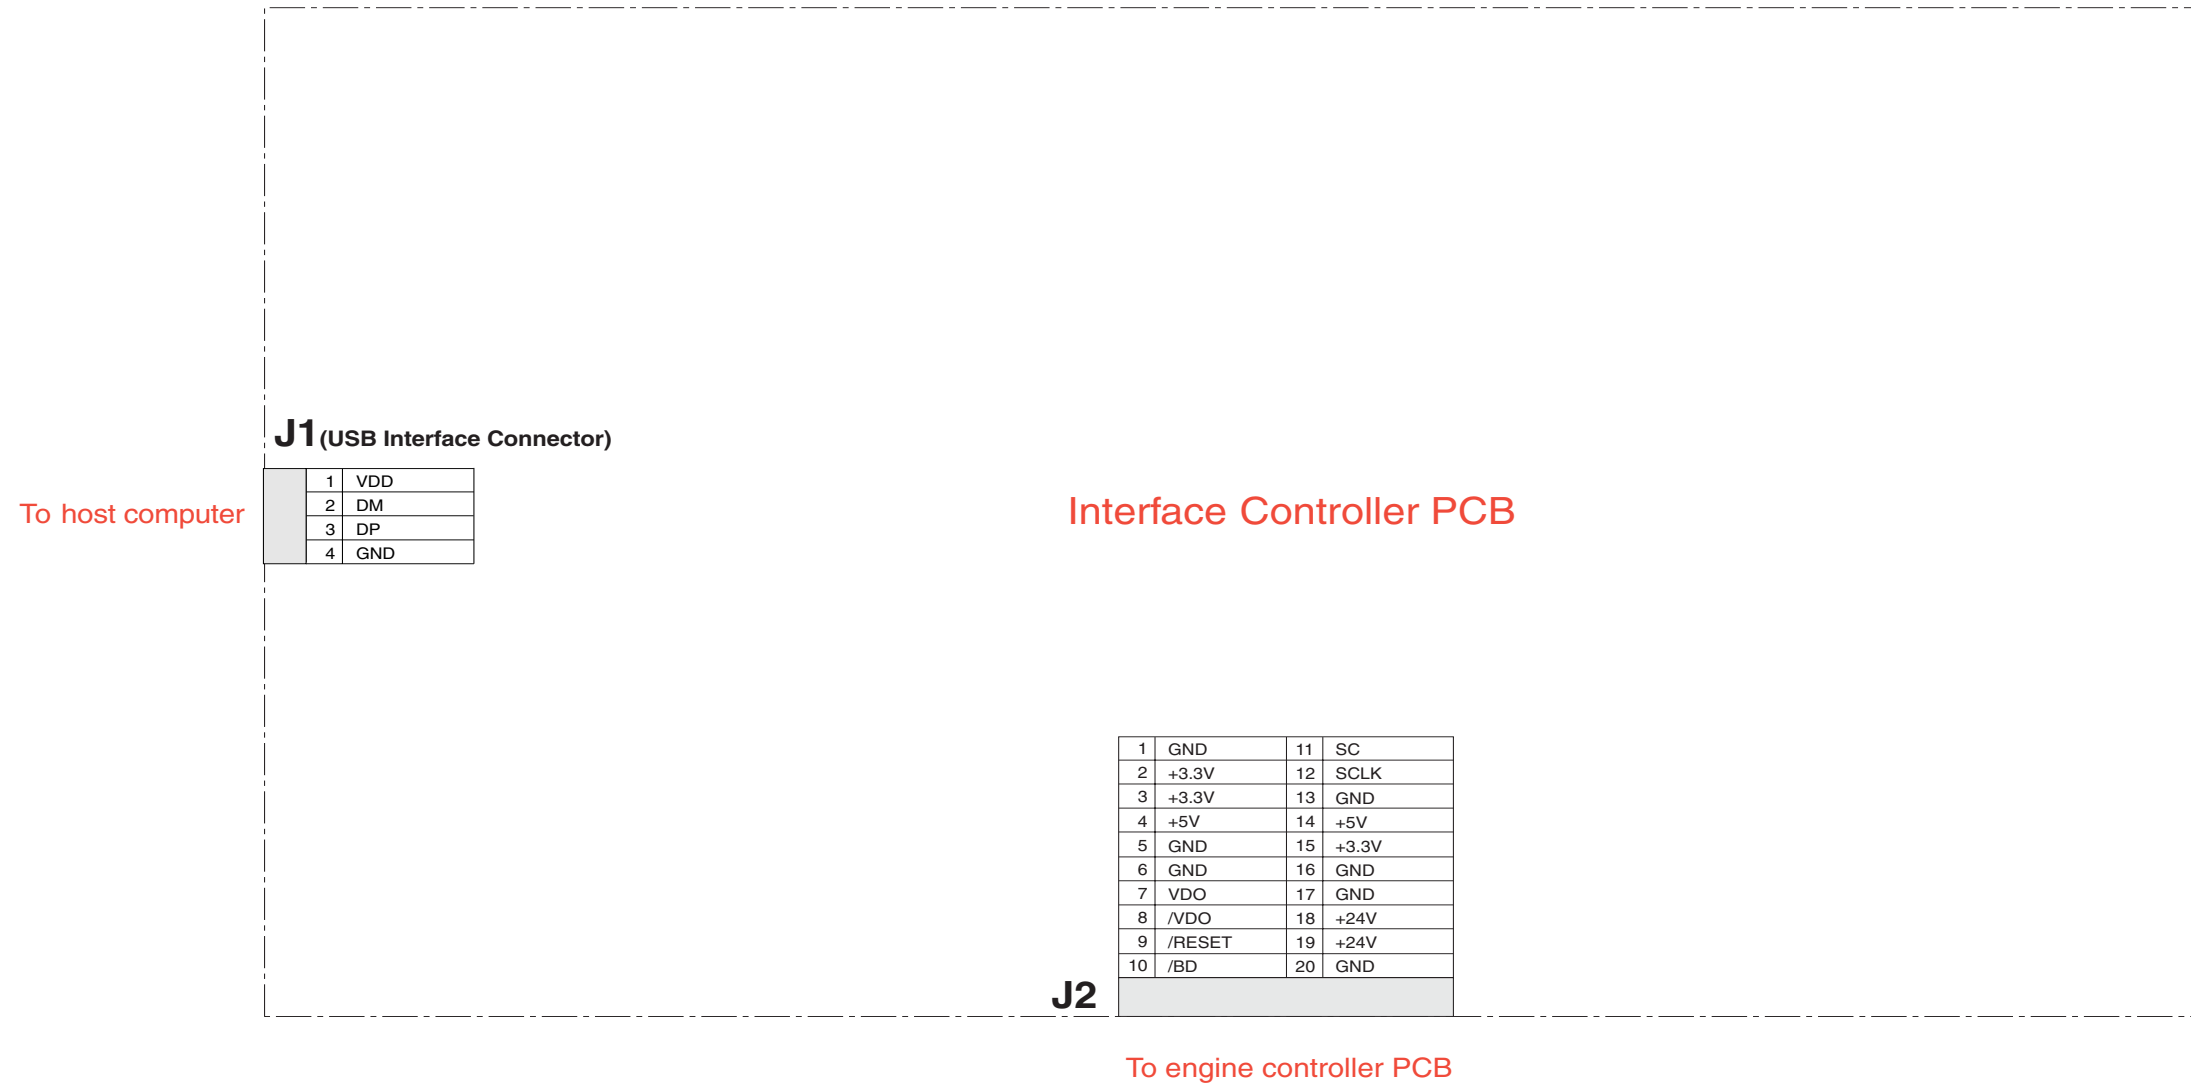 J1(USB Interface Connector)
1 VDD
2 DM
3 DP
4 GND
To host computer
Interface Controller PCB
1 GND 11 SC
2 +3.3V 12 SCLK
3 +3.3V 13 GND
4 +5V 14 +5V
5 GND 15 +3.3V
6 GND 16 GND
7 VDO 17 GND
8 /VDO 18 +24V
9 /RESET 19 +24V
10 /BD 20 GND
J2
To engine controller PCB